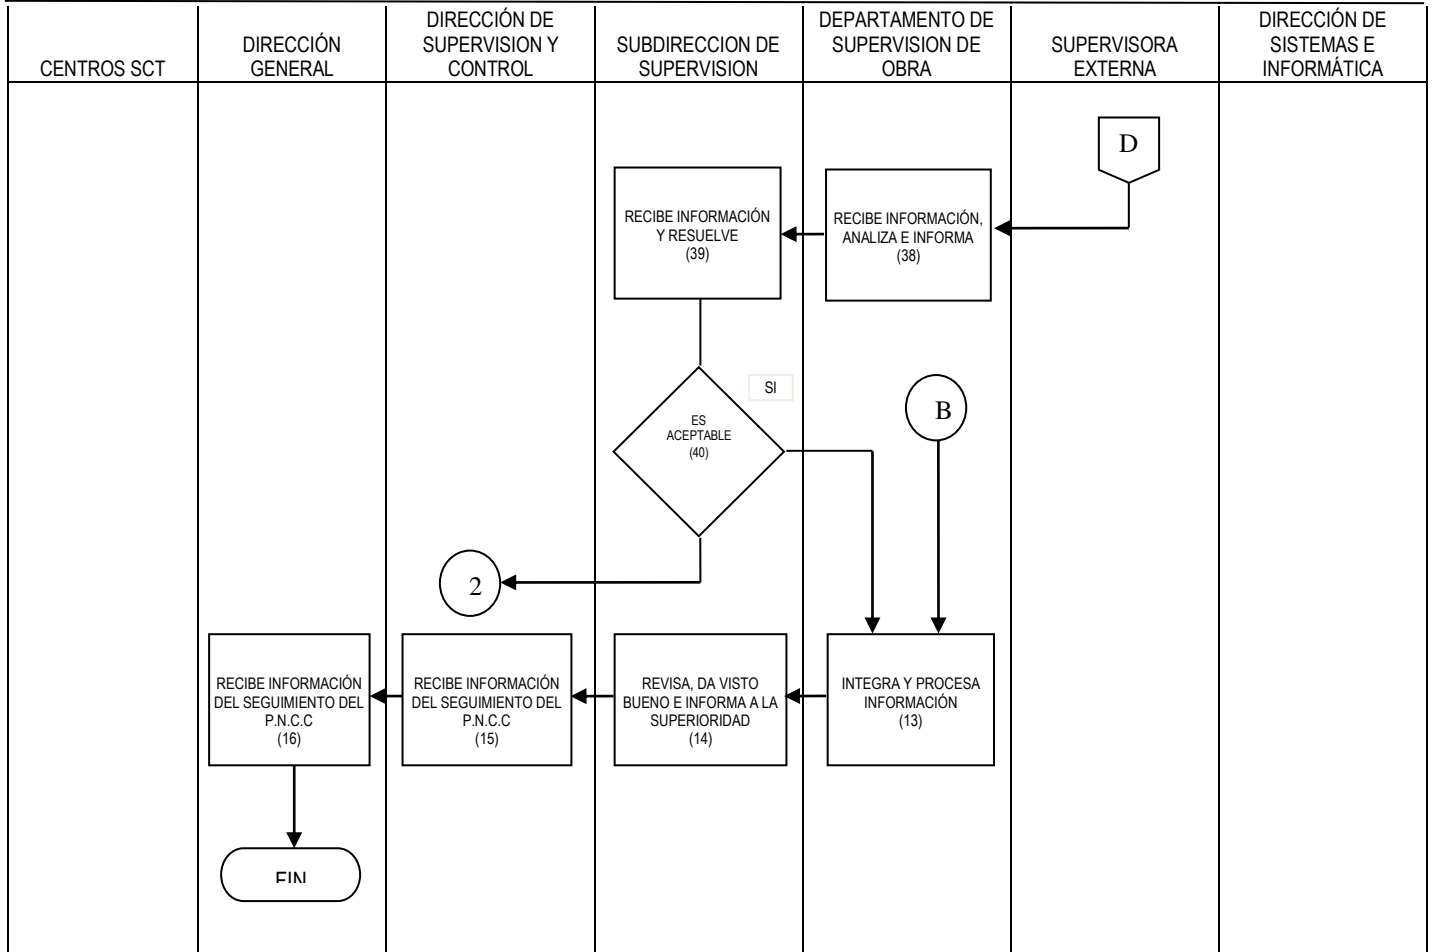 CENTROS SCT
DIRECCIÓN
GENERAL
DIRECCIÓN DE
SUPERVISION Y
CONTROL
SUBDIRECCION DE
SUPERVISION
DEPARTAMENTO DE
SUPERVISION DE
OBRA
SUPERVISORA
EXTERNA
DIRECCIÓN DE
SISTEMAS E
INFORMÁTICA
D
RECIBE INFORMACIÓN
Y RESUELVE
(39)
RECIBE INFORMACIÓN,
ANALIZA E INFORMA
(38)
SI
ES
ACEPTABLE
(40)
B
2
RECIBE INFORMACIÓN
DEL SEGUIMIENTO DEL
P.N.C.C
(16)
RECIBE INFORMACIÓN
DEL SEGUIMIENTO DEL
P.N.C.C
(15)
REVISA, DA VISTO
BUENO E INFORMA A LA
SUPERIORIDAD
(14)
INTEGRA Y PROCESA
INFORMACIÓN
(13)
FIN